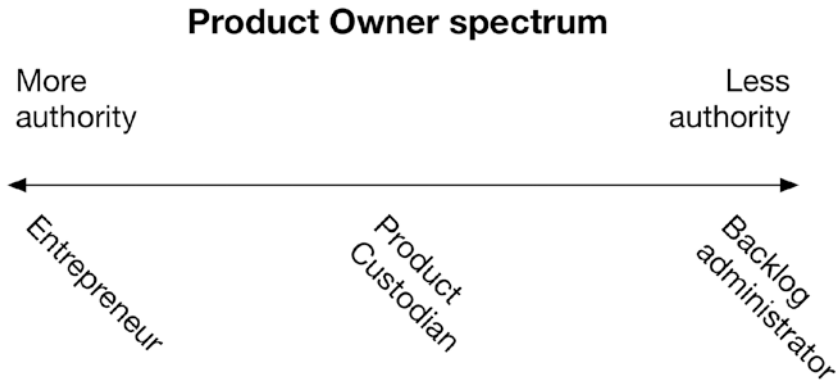 Product Owner spectrum
More
authority
Less
authority
Entrepreneur
Product
Custodian
Backlog
administrator